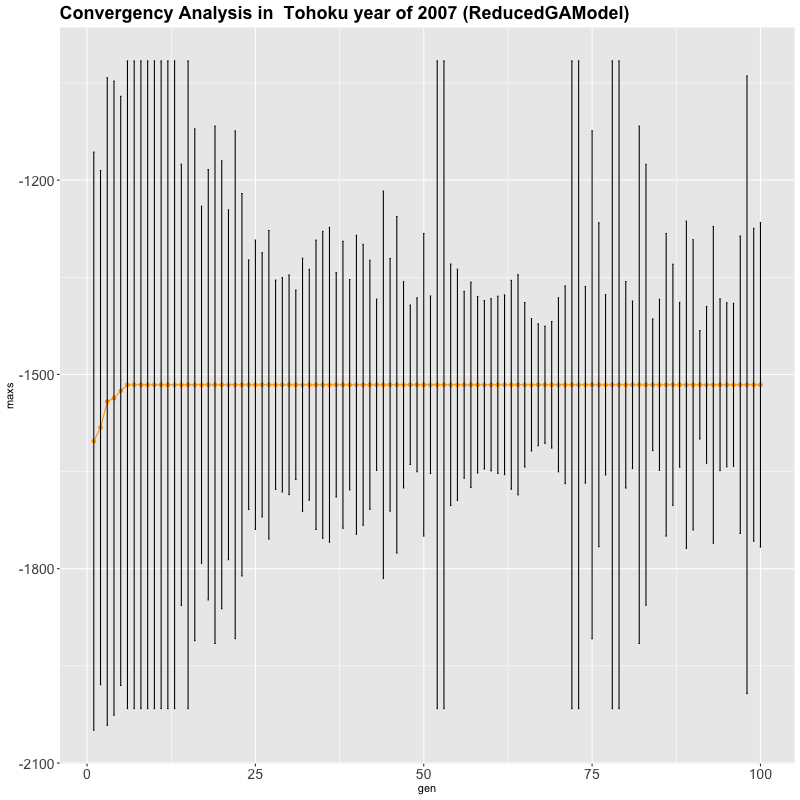 Convergency Analysis in  Tohoku year of 2007 (ReducedGAModel)
maxs
-1200
-1500
-1800
-2100
0 25 50 75 100
gen